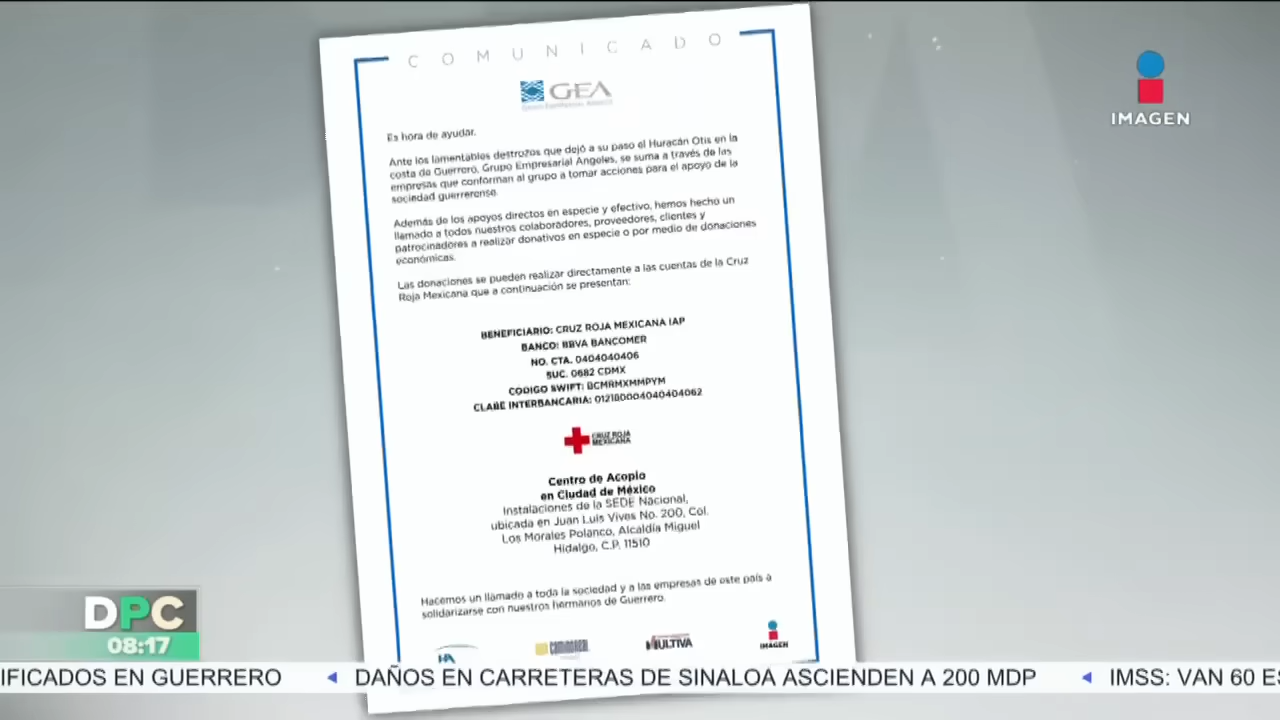 COMUNICADO
GEA
Es hora de ayudar.
Ante los lamentables destrozos que dejó a su paso el Huracán Otis en la
costa de Guerrero, Grupo Empresarial Ángeles, se suma a través de las
empresas que conforman al grupo a tomar acciones para el apoyo de la
sociedad guerrerense.
Además de los apoyos directos en especie y efectivo, hemos hecho un
llamado a todos nuestros colaboradores, proveedores, clientes y
patrocinadores a realizar donativos en especie o por medio de donaciones
económicas.
Las donaciones se pueden realizar directamente a las cuentas de la Cruz
Roja Mexicana que a continuación se presentan:
BENEFICIARIO: CRUZ ROJA MEXICANA IAP
BANCO: BBVA BANCOMER
NO. CTA. 0404040406
SUC. 0682 CDMX
CODIGO SWIFT: BCMRMXMMPYM
CLABE INTERBANCARIA: 012180004040404062
CRUZ ROJA
MEXICANA
Centro de Acopio
en Ciudad de México
Instalaciones de la SEDE Nacional,
ubicada en Juan Luis Vives No. 200, Col.
Los Morales Polanco, Alcaldía Miguel
Hidalgo, C.P. 11510
Hacemos un llamado a toda la sociedad y a las empresas de este país a
solidarizarse con nuestros hermanos de Guerrero.
MULTIVA
IMAGEN
IMAGEN
DPC
08:17
IFICADOS EN GUERRERO
DAÑOS EN CARRETERAS DE SINALOA ASCIENDEN A 200 MDP
IMSS: VAN 60 ES